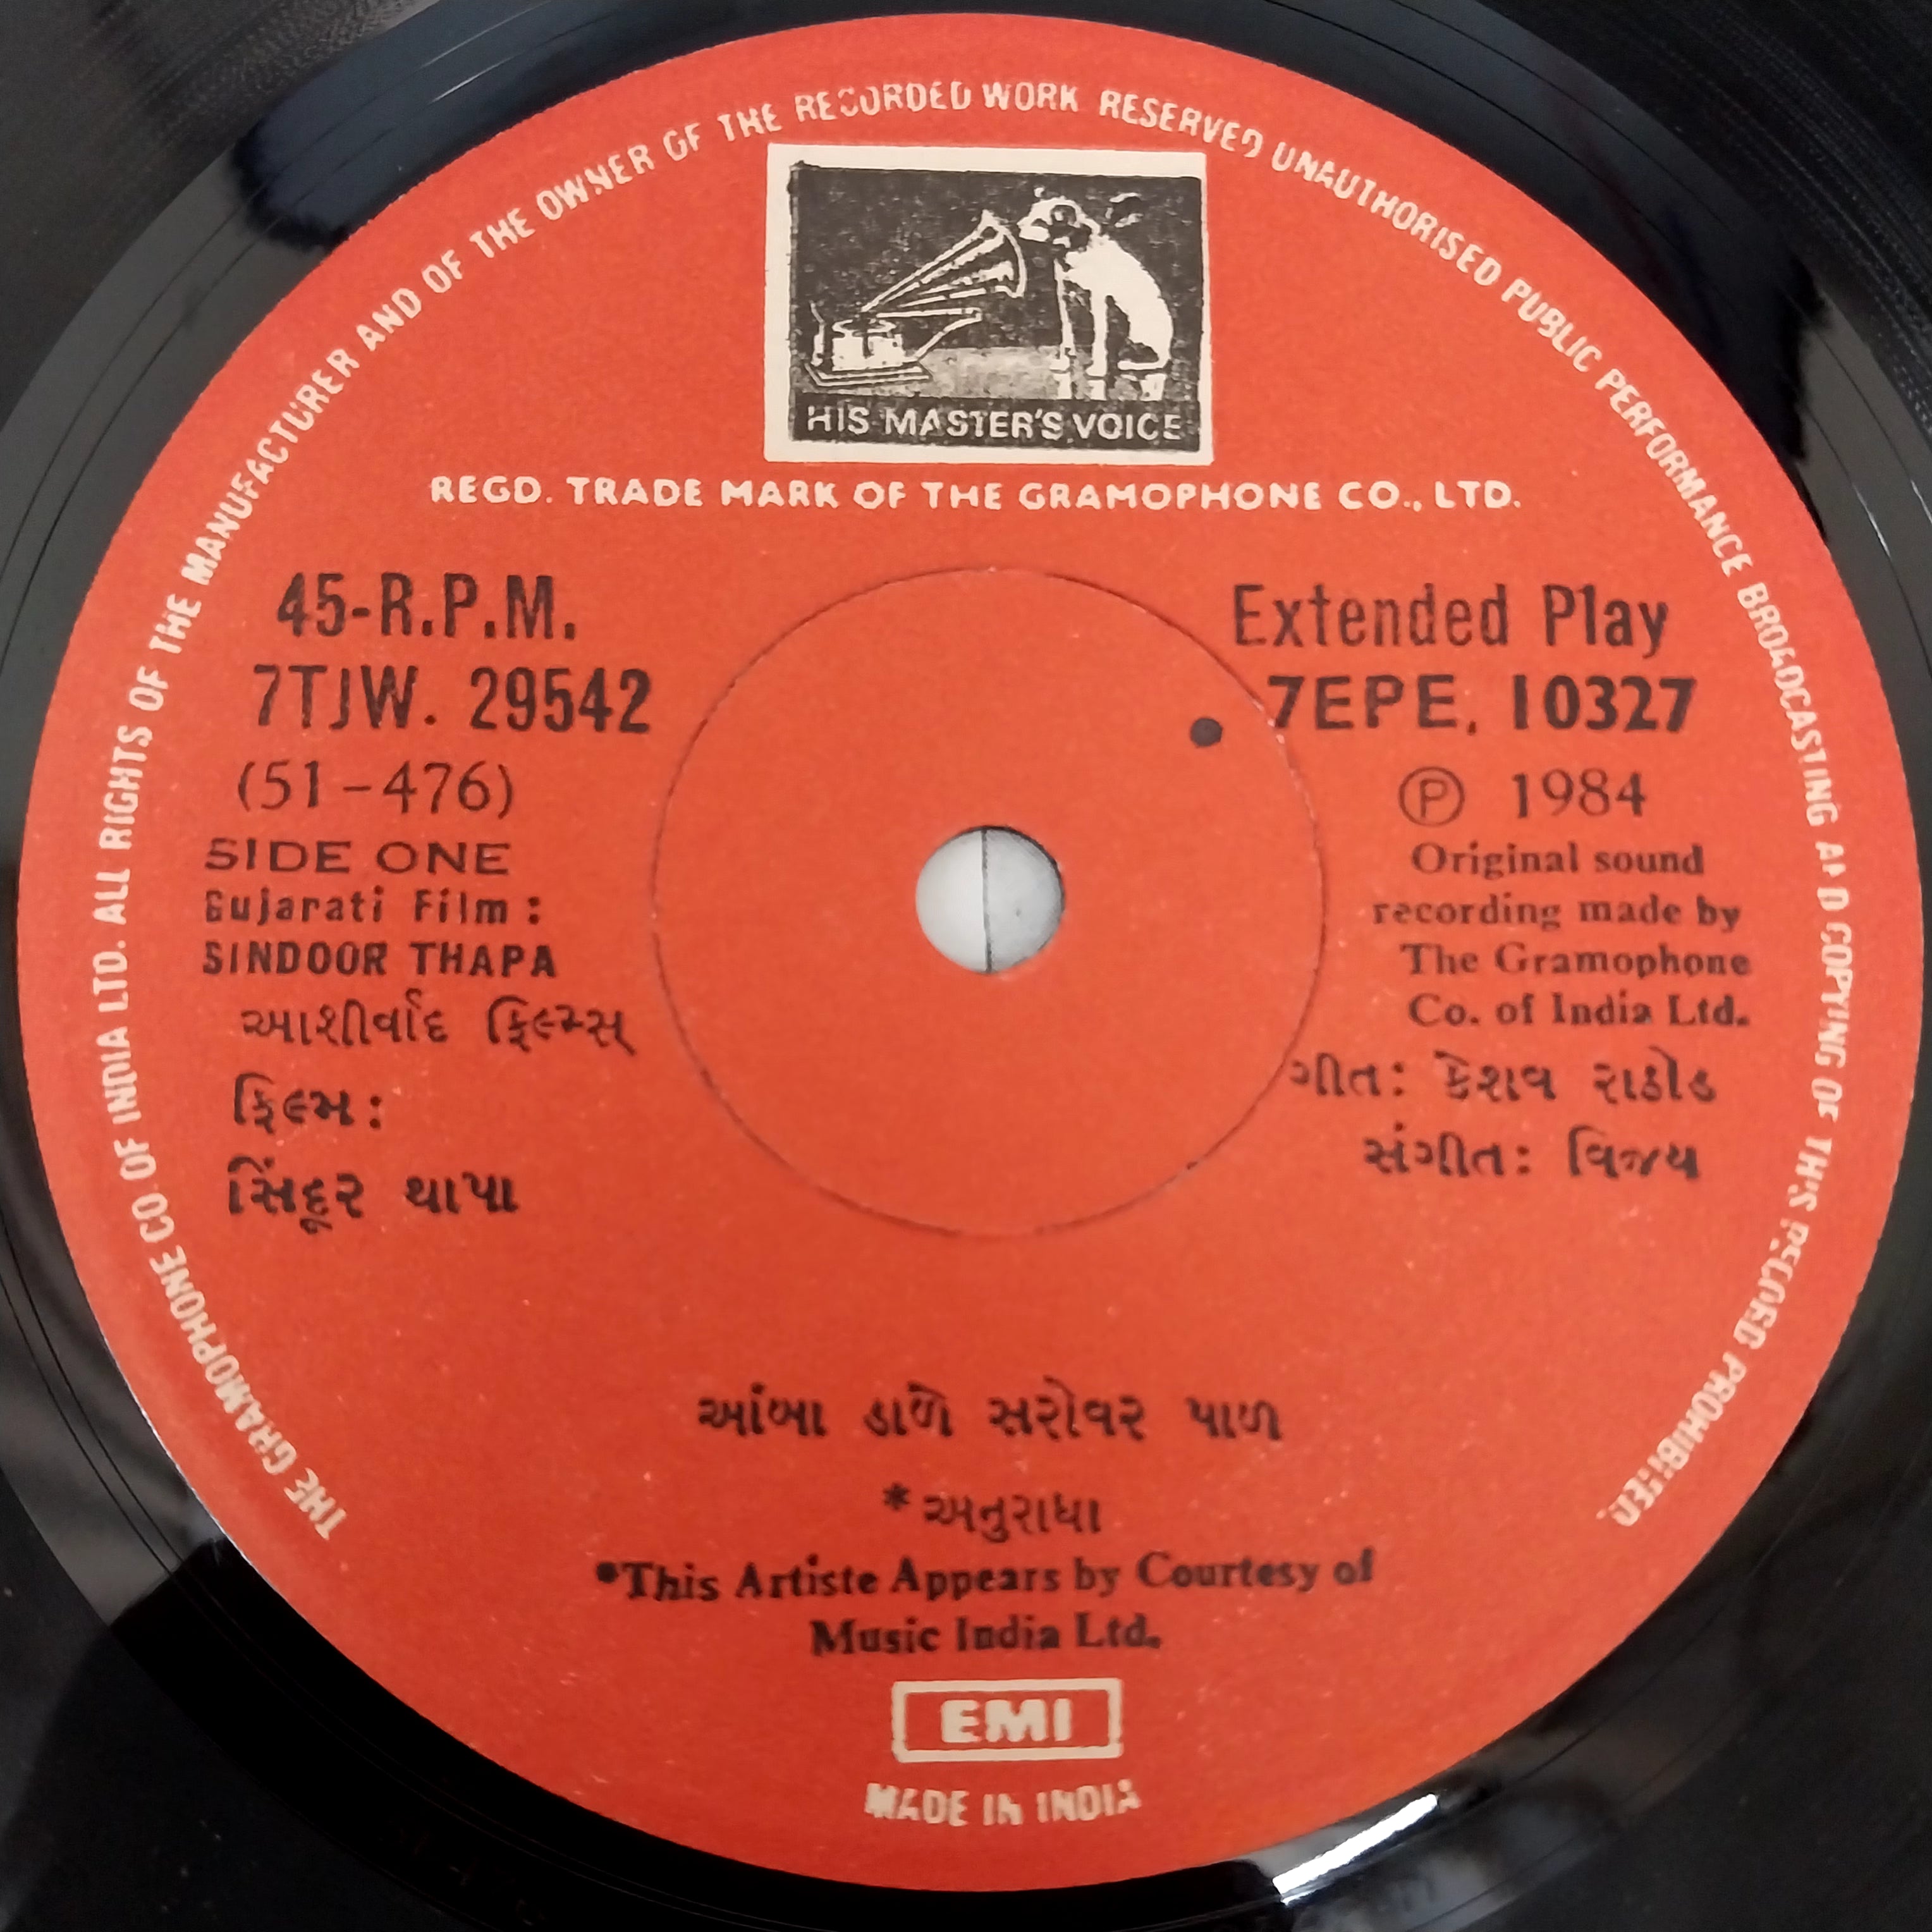 THE GRAMOPHONE CO. OF INDIA LTD. ALL RIGHTS OF THE MANUFACTURER AND OF THE OWNER OF THE RECORDED WORK RESERVED UNAUTHORISED PUBLIC PERFORMANCE BROADCASTING AND COPYING OF THIS RECORD PROHIBITED.
HIS MASTER'S VOICE
REGD. TRADE MARK OF THE GRAMOPHONE CO., LTD.
45-R.P.M.
7TJW. 29542
(51-476)
SIDE ONE
Gujarati Film:
SINDOOR THAPA
આશીર્વાદ ફિલ્મ્સ્
ફિલ્મ:
સિંદૂર થાપા
Extended Play
7EPE. 10327
Ⓟ 1984
Original sound
recording made by
The Gramophone
Co. of India Ltd.
ગીત: કેશવ રાઠોડ
સંગીત: વિજય
આંબા ડાળે સરોવર પાળ
*અનુરાધા
*This Artiste Appears by Courtesy of
Music India Ltd.
EMI
MADE IN INDIA